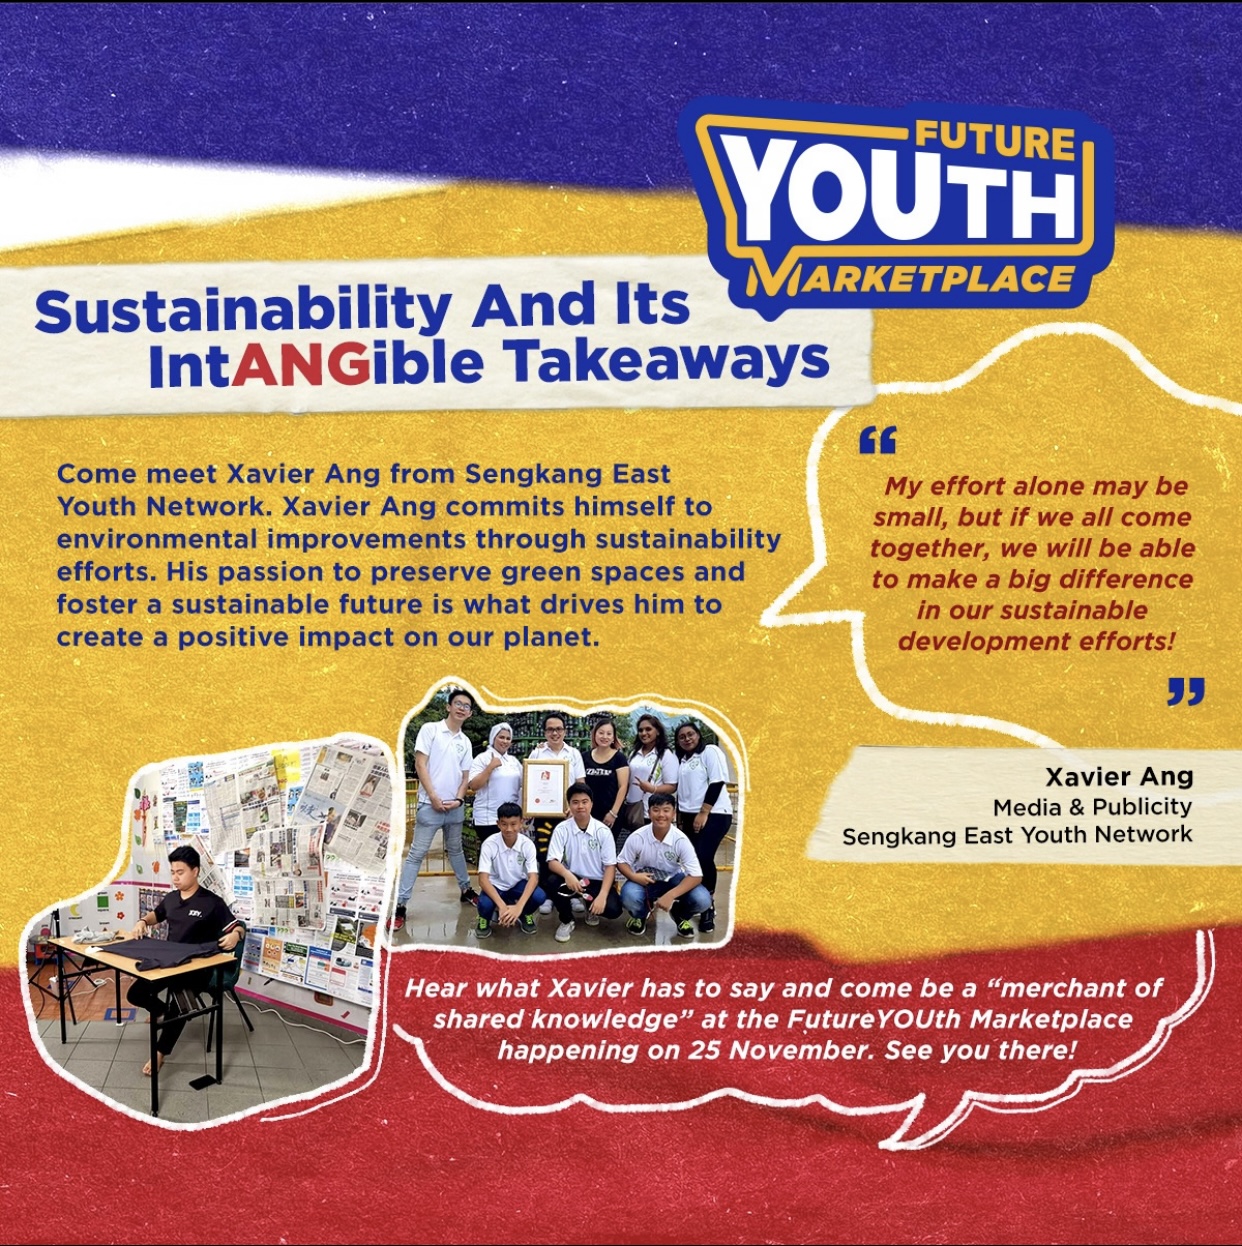 FUTURE
YOUTH
MARKETPLACE
Sustainability And Its
IntANGible Takeaways
Come meet Xavier Ang from Sengkang East
Youth Network. Xavier Ang commits himself to
environmental improvements through sustainability
efforts. His passion to preserve green spaces and
foster a sustainable future is what drives him to
create a positive impact on our planet.
“
My effort alone may be
small, but if we all come
together, we will be able
to make a big difference
in our sustainable
development efforts!
”
Xavier Ang
Media & Publicity
Sengkang East Youth Network
Hear what Xavier has to say and come be a “merchant of
shared knowledge” at the FutureYOUth Marketplace
happening on 25 November. See you there!